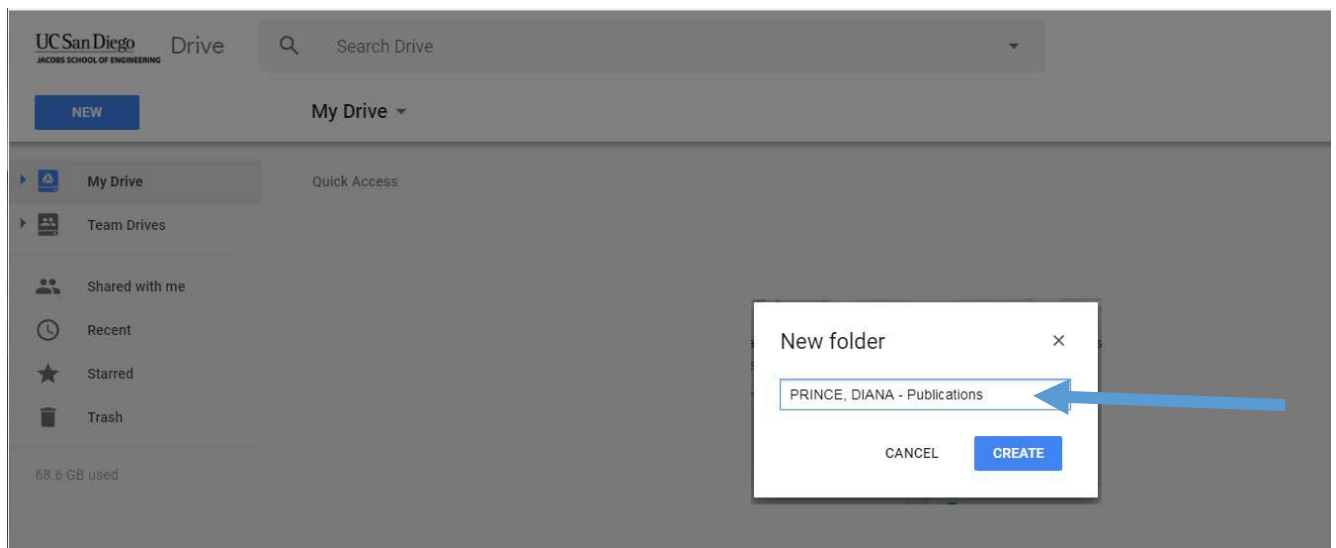 UC San Diego
JACOBS SCHOOL OF ENGINEERING
Drive
Search Drive
NEW
My Drive
My Drive
Quick Access
Team Drives
Shared with me
Recent
Starred
Trash
68.6 GB used
New folder
PRINCE, DIANA - Publications
CANCEL
CREATE